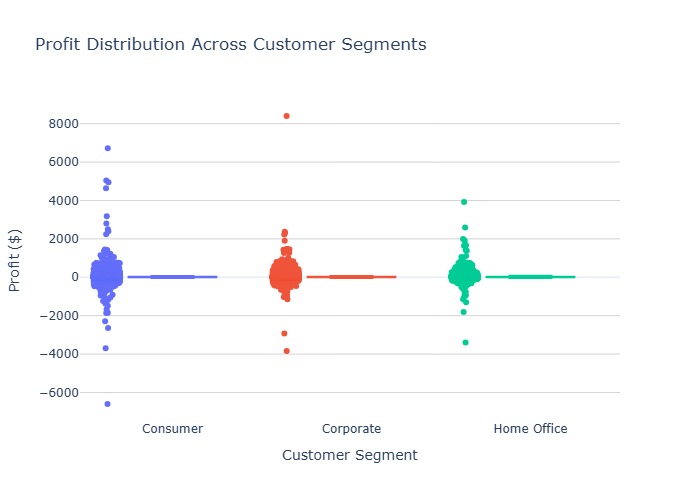 Profit Distribution Across Customer Segments
8000
6000
4000
2000
0
−2000
−4000
−6000
Profit ($)
Consumer
Corporate
Home Office
Customer Segment